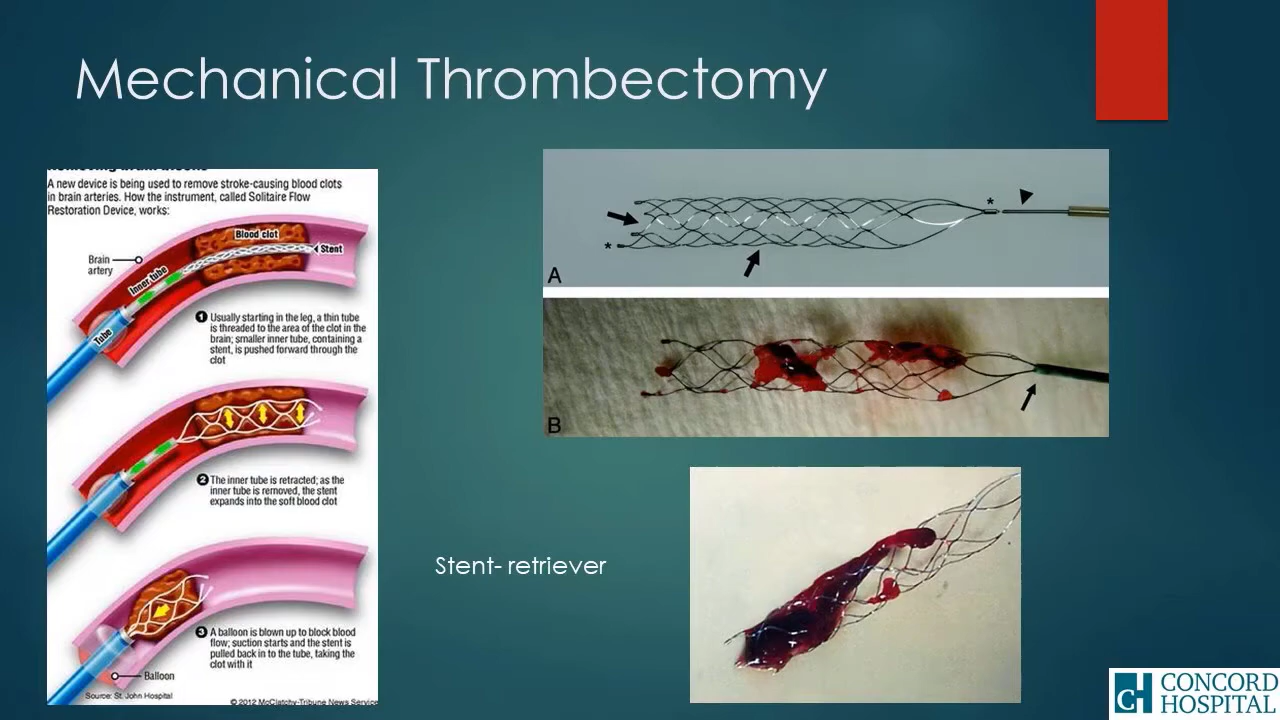 Mechanical Thrombectomy
removing brain blocks
A new device is being used to remove stroke-causing blood clots
in brain arteries. How the instrument, called Solitaire Flow
Restoration Device, works:
Blood clot
Stent
Brain
artery
Inner tube
Tube
1 Usually starting in the leg, a thin tube
is threaded to the area of the clot in the
brain; smaller inner tube, containing a
stent, is pushed forward through the
clot
2 The inner tube is retracted; as the
inner tube is removed, the stent
expands into the soft blood clot
3 A balloon is blown up to block blood
flow; suction starts and the stent is
pulled back in to the tube, taking the
clot with it
Balloon
Source: St. John Hospital
© 2012 McClatchy-Tribune News Service
*
*
A
B
Stent- retriever
CH
CONCORD
HOSPITAL